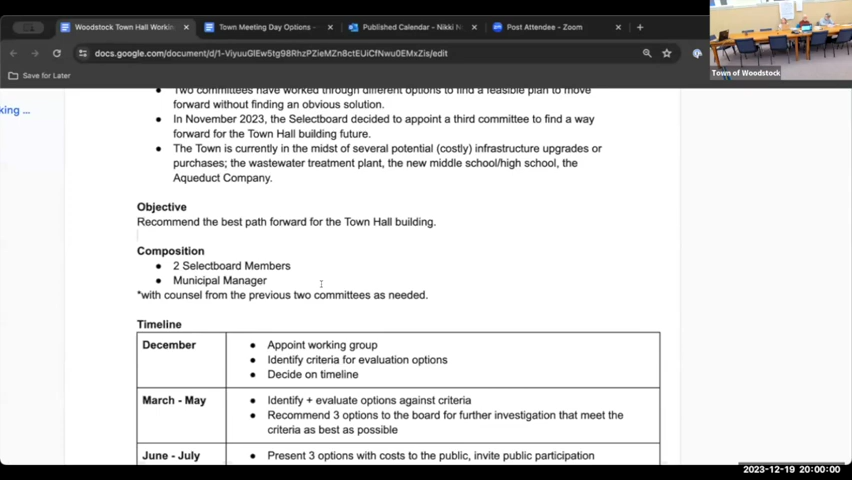 Woodstock Town Hall Workin
Town Meeting Day Options -
Published Calendar - Nikki N
Post Attendee - Zoom
docs.google.com/document/d/1-ViyuuGlEw5tg98RhzPZieMZn8ctEUiCfNwu0EMxZis/edit
Save for Later
Town of Woodstock
king ...
Two committees have worked through different options to find a feasible plan to move
forward without finding an obvious solution.
In November 2023, the Selectboard decided to appoint a third committee to find a way
forward for the Town Hall building future.
The Town is currently in the midst of several potential (costly) infrastructure upgrades or
purchases; the wastewater treatment plant, the new middle school/high school, the
Aqueduct Company.
Objective
Recommend the best path forward for the Town Hall building.
Composition
2 Selectboard Members
Municipal Manager
*with counsel from the previous two committees as needed.
Timeline
December
Appoint working group
Identify criteria for evaluation options
Decide on timeline
March - May
Identify + evaluate options against criteria
Recommend 3 options to the board for further investigation that meet the
criteria as best as possible
June - July
Present 3 options with costs to the public, invite public participation
2023-12-19 20:00:00